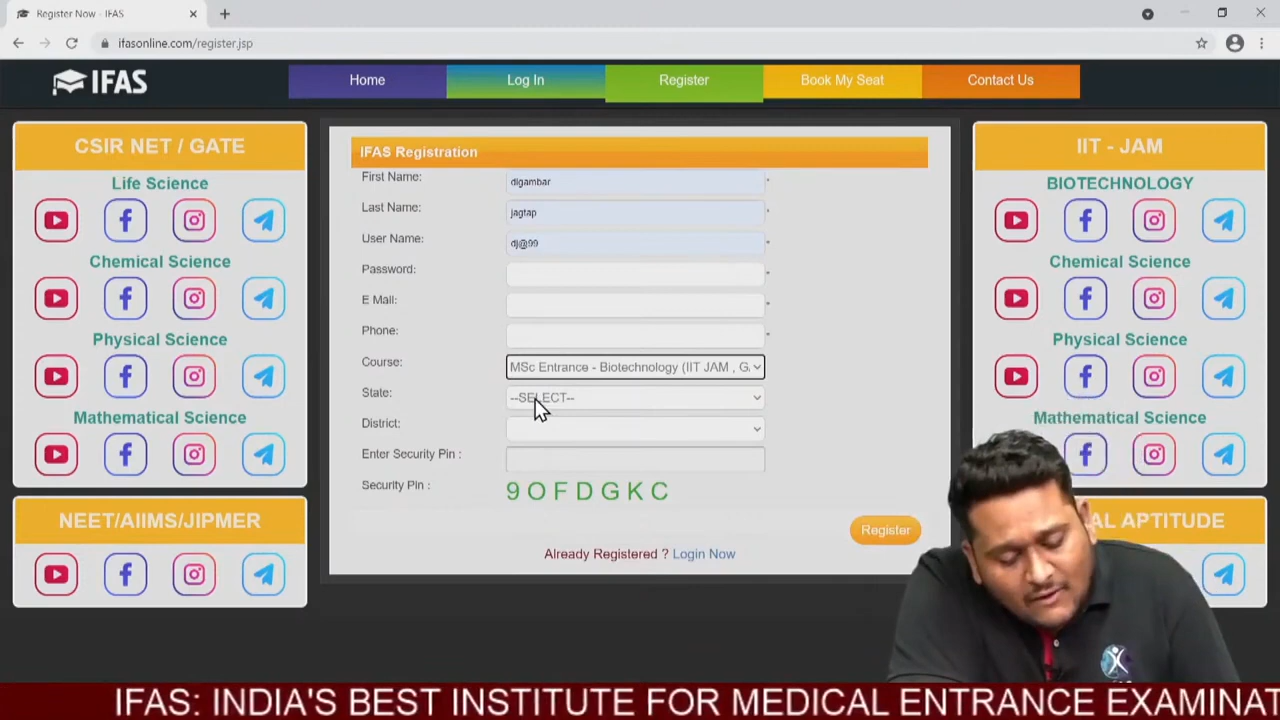 Register Now - IFAS
ifasonline.com/register.jsp
IFAS
Home
Log In
Register
Book My Seat
Contact Us
CSIR NET / GATE
Life Science
Chemical Science
Physical Science
Mathematical Science
NEET/AIIMS/JIPMER
IFAS Registration
First Name:
digambar
*
Last Name:
jagtap
*
User Name:
dj@99
*
Password:
*
E Mail:
*
Phone:
*
Course:
MSc Entrance - Biotechnology (IIT JAM , G
State:
--SELECT--
District:
Enter Security Pin :
Security Pin :
9 O F D G K C
Register
Already Registered ? Login Now
IIT - JAM
BIOTECHNOLOGY
Chemical Science
Physical Science
Mathematical Science
AL APTITUDE
IFAS: INDIA'S BEST INSTITUTE FOR MEDICAL ENTRANCE EXAMINAT